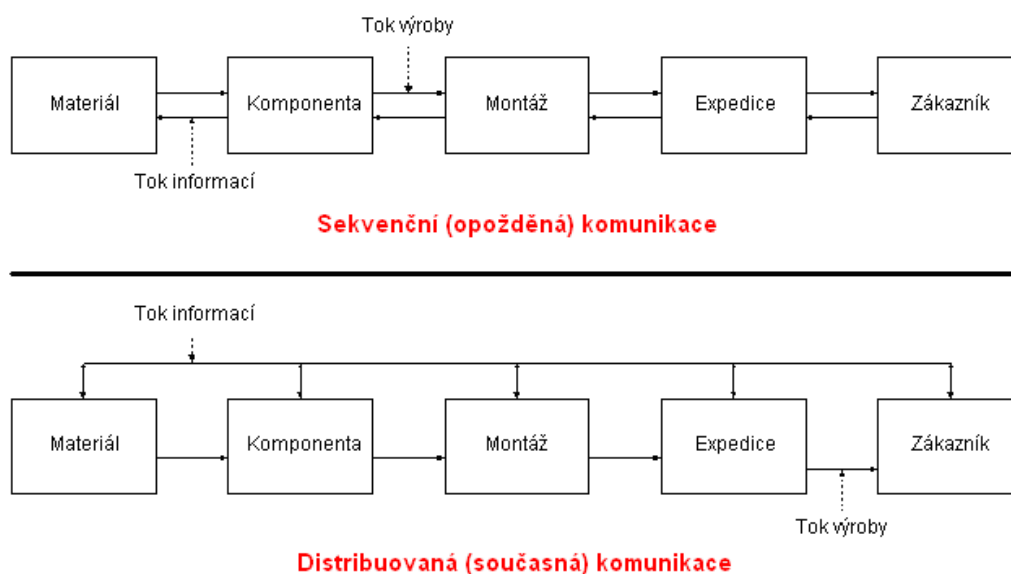 Tok výroby
Materiál
Komponenta
Montáž
Expedice
Zákazník
Tok informací
Sekvenční (opožděná) komunikace
Tok informací
Materiál
Komponenta
Montáž
Expedice
Zákazník
Tok výroby
Distribuovaná (současná) komunikace